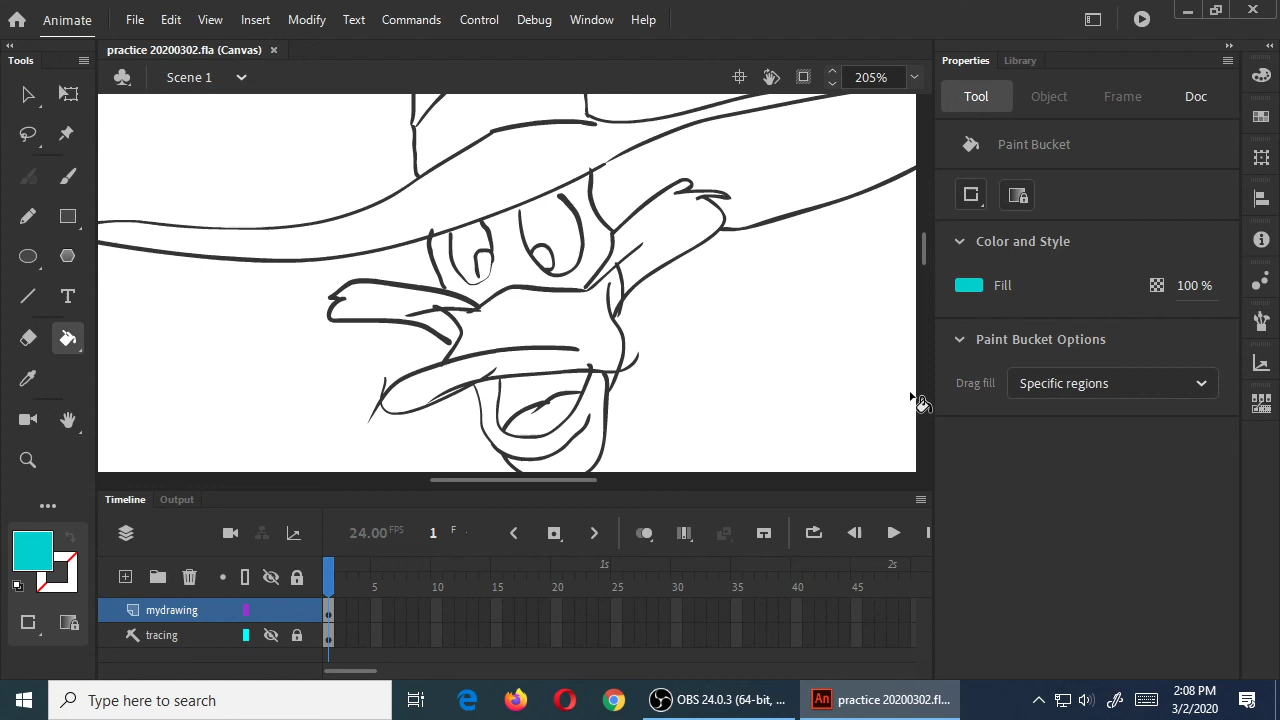 Animate File Edit View Insert Modify Text Commands Control Debug Window Help
practice 20200302.fla (Canvas)
Tools
Scene 1
205%
Properties Library
Tool Object Frame Doc
Paint Bucket
Color and Style
Fill 100 %
Paint Bucket Options
Drag fill Specific regions
Timeline Output
24.00 FPS 1 F
1s 2s
5 10 15 20 25 30 35 40 45
mydrawing
tracing
Type here to search
OBS 24.0.3 (64-bit, ...
An practice 20200302.fl...
2:08 PM
3/2/2020